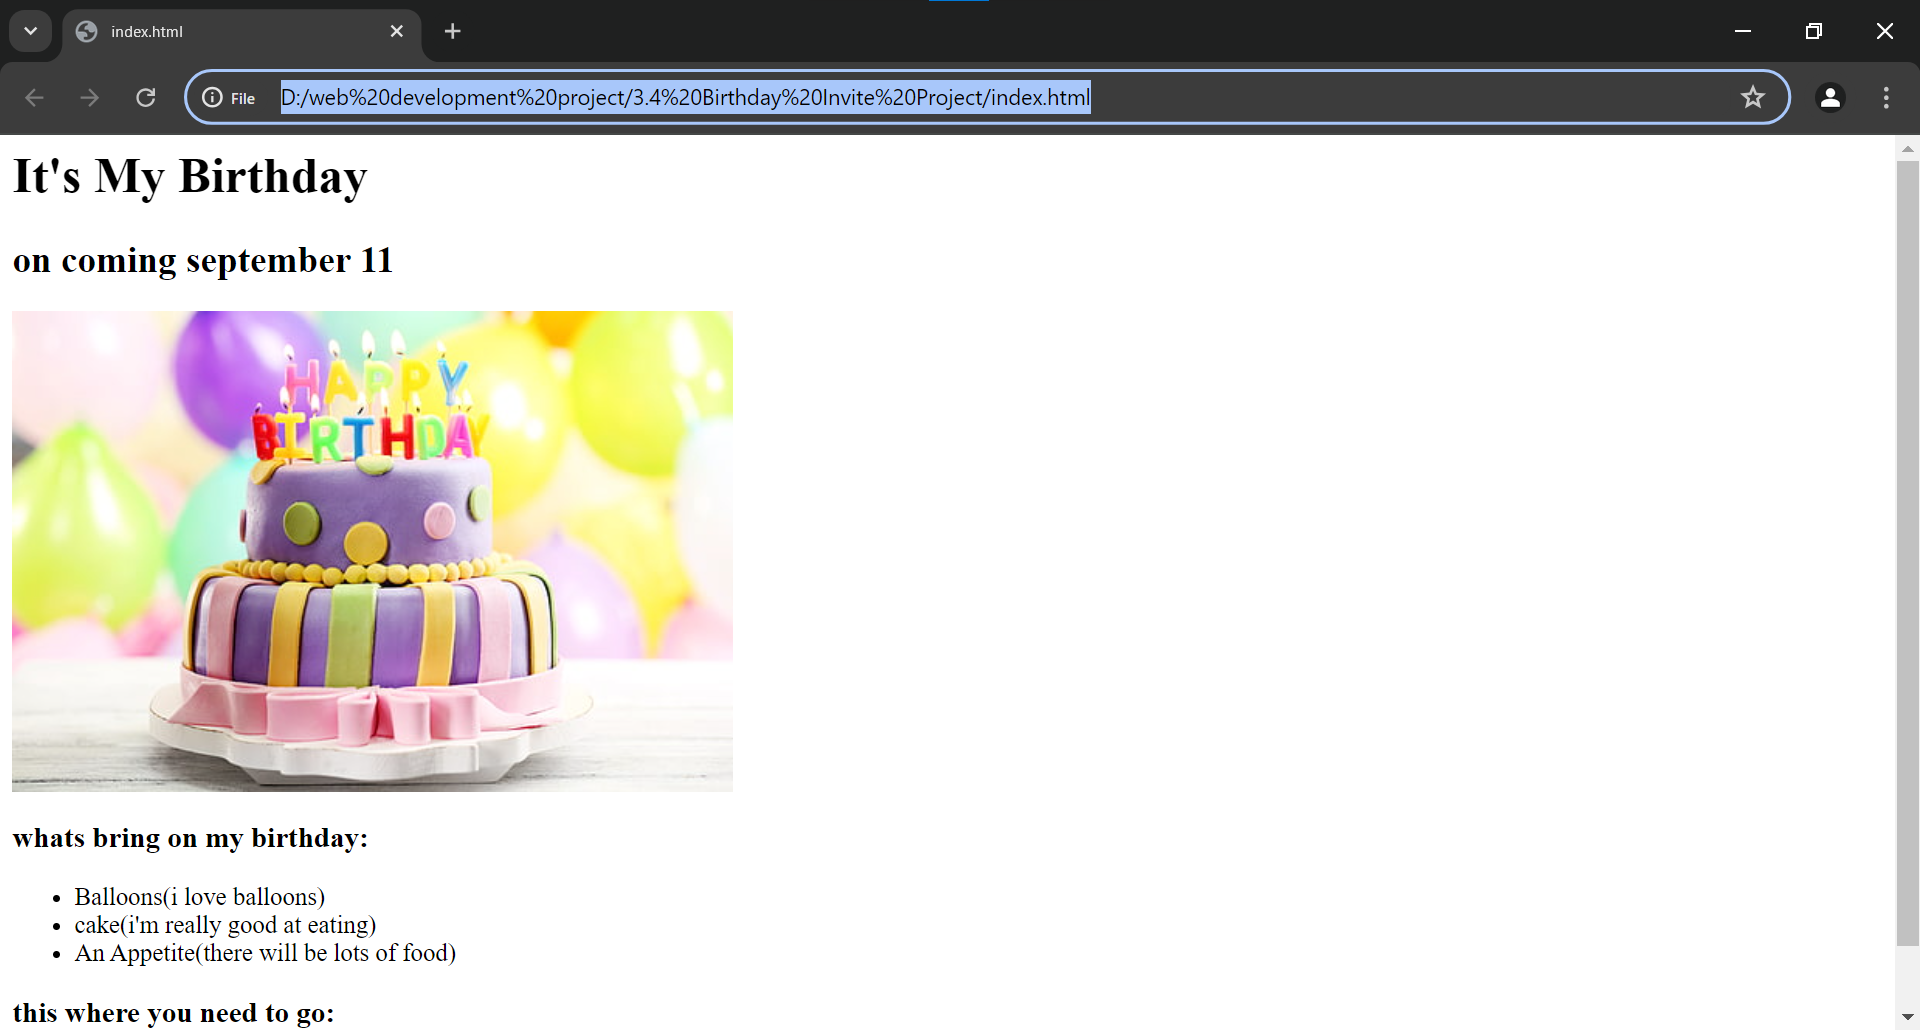 index.html
File D:/web%20development%20project/3.4%20Birthday%20Invite%20Project/index.html
It's My Birthday
on coming september 11
HAPPY
BIRTHDAY
whats bring on my birthday:
Balloons(i love balloons)
cake(i'm really good at eating)
An Appetite(there will be lots of food)
this where you need to go: